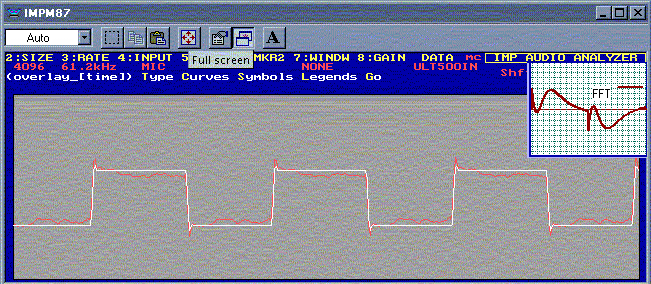 IMPM87
Auto
A
Full screen
2:SIZE 3:RATE 4:INPUT 5 MKR2 7:WINDW 8:GAIN DATA mc IMP AUDIO ANALYZER
4096 61.2kHz MIC NONE ULT500IN Shf
(overlay_[time]) Type Curves Symbols Legends Go
FFT